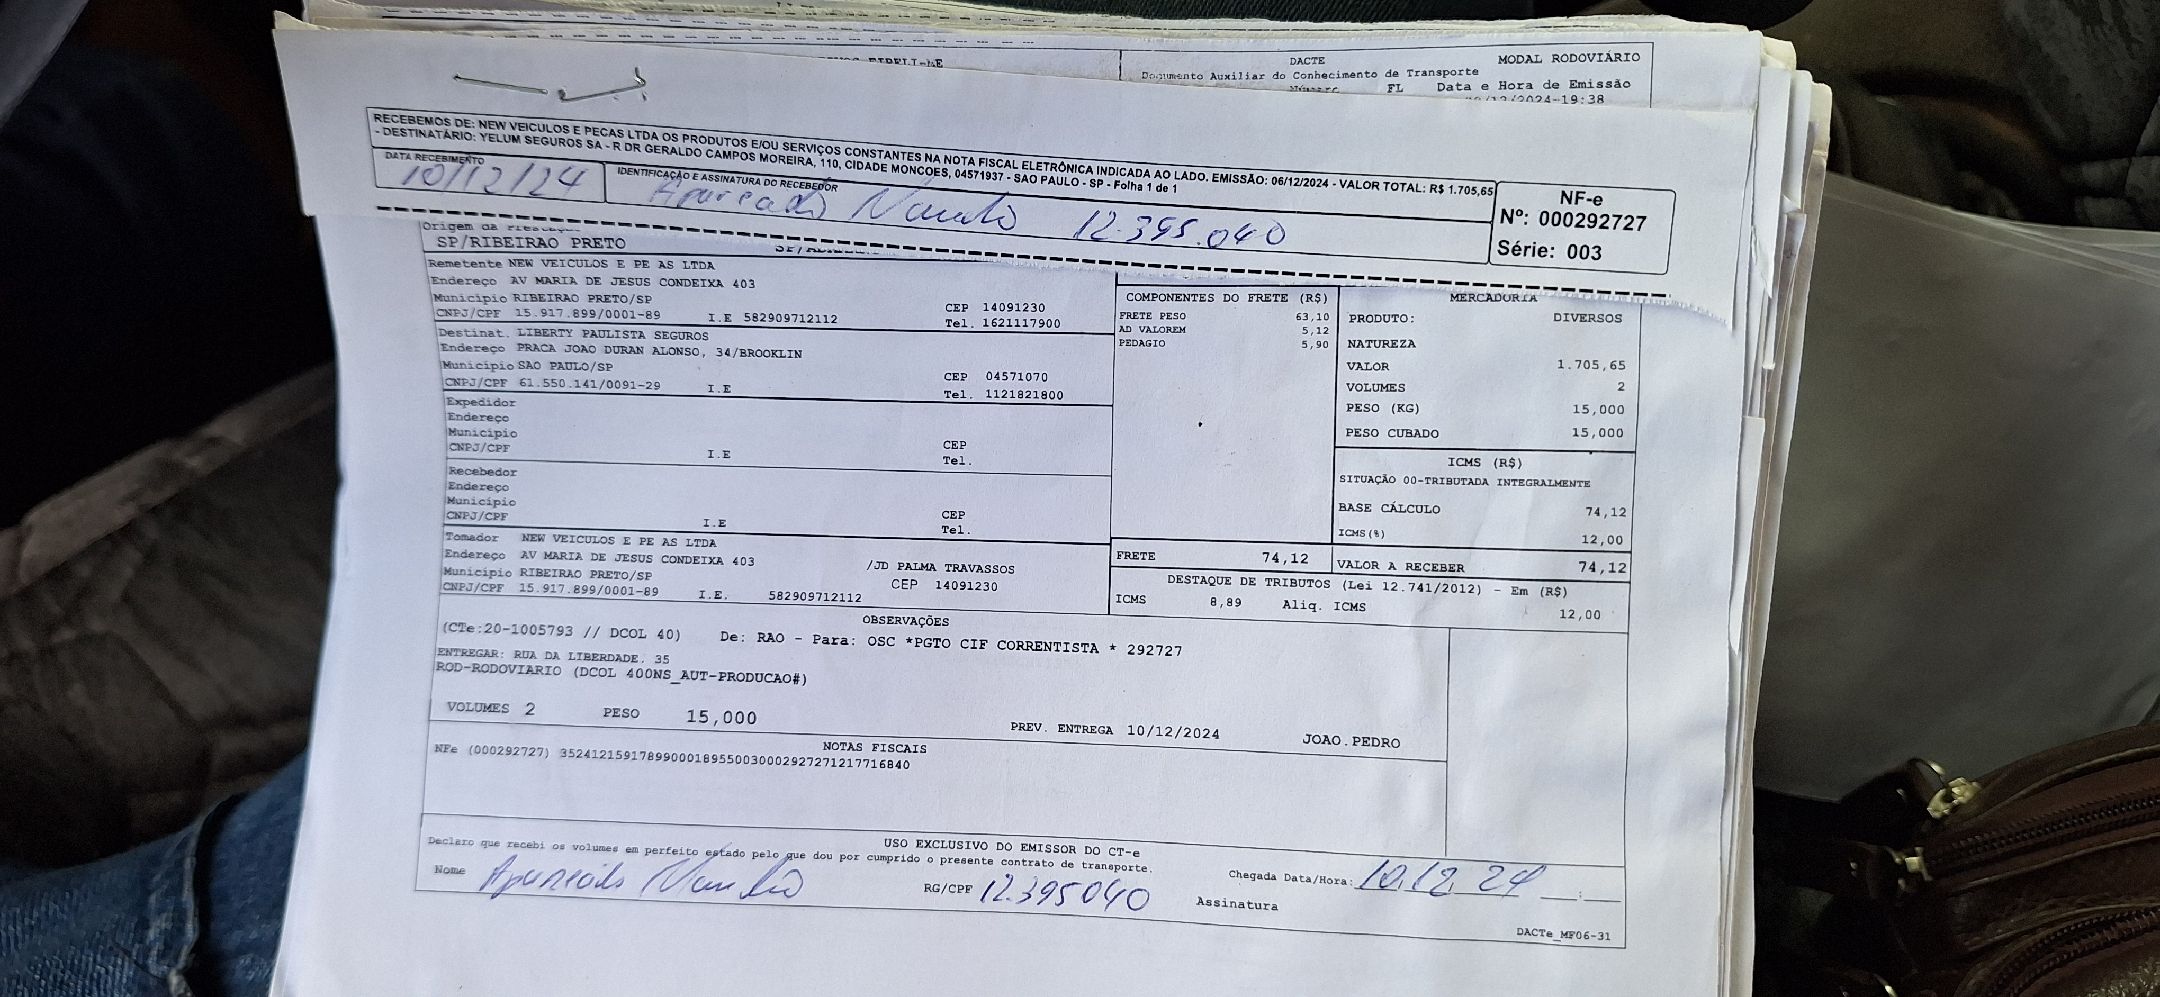 DACTE
MODAL RODOVIÁRIO
Documento Auxiliar do Conhecimento de Transporte
FL Data e Hora de Emissão
/2024-19:38
RECEBEMOS DE: NEW VEICULOS E PECAS LTDA OS PRODUTOS E/OU SERVIÇOS CONSTANTES NA NOTA FISCAL ELETRÔNICA INDICADA AO LADO. EMISSÃO: 06/12/2024 - VALOR TOTAL: R$ 1.705,65
- DESTINATÁRIO: YELUM SEGUROS SA - R DR GERALDO CAMPOS MOREIRA, 110, CIDADE MONCOES, 04571937 - SAO PAULO - SP - Folha 1 de 1
DATA RECEBIMENTO
10/12/24
IDENTIFICAÇÃO E ASSINATURA DO RECEBEDOR
12.395.040
NF-e
Nº: 000292727
Série: 003
Origem da
SP/RIBEIRAO PRETO
Remetente NEW VEICULOS E PE AS LTDA
Endereço AV MARIA DE JESUS CONDEIXA 403
Município RIBEIRAO PRETO/SP CEP 14091230
CNPJ/CPF 15.917.899/0001-89 I.E 582909712112 Tel. 1621117900
Destinat. LIBERTY PAULISTA SEGUROS
Endereço PRACA JOAO DURAN ALONSO, 34/BROOKLIN
Município SAO PAULO/SP CEP 04571070
CNPJ/CPF 61.550.141/0091-29 I.E Tel. 1121821800
Expedidor
Endereço
Município CEP
CNPJ/CPF I.E Tel.
Recebedor
Endereço
Município CEP
CNPJ/CPF I.E Tel.
Tomador NEW VEICULOS E PE AS LTDA
Endereço AV MARIA DE JESUS CONDEIXA 403 /JD PALMA TRAVASSOS
Município RIBEIRAO PRETO/SP CEP 14091230
CNPJ/CPF 15.917.899/0001-89 I.E. 582909712112
COMPONENTES DO FRETE (R$)
FRETE PESO 63,10
AD VALOREM 5,12
PEDAGIO 5,90
FRETE 74,12
MERCADORIA
PRODUTO: DIVERSOS
NATUREZA
VALOR 1.705,65
VOLUMES 2
PESO (KG) 15,000
PESO CUBADO 15,000
ICMS (R$)
SITUAÇÃO 00-TRIBUTADA INTEGRALMENTE
BASE CÁLCULO 74,12
ICMS(%) 12,00
VALOR A RECEBER 74,12
DESTAQUE DE TRIBUTOS (Lei 12.741/2012) - Em (R$)
ICMS 8,89 Aliq. ICMS 12,00
OBSERVAÇÕES
(CTe:20-1005793 // DCOL 40) De: RAO - Para: OSC *PGTO CIF CORRENTISTA * 292727
ENTREGAR: RUA DA LIBERDADE, 35
ROD-RODOVIARIO (DCOL 400NS_AUT-PRODUCAO#)
VOLUMES 2 PESO 15,000 PREV. ENTREGA 10/12/2024 JOAO.PEDRO
NOTAS FISCAIS
NFe (000292727) 35241215917899000189550030002927271217716840
USO EXCLUSIVO DO EMISSOR DO CT-e
Declaro que recebi os volumes em perfeito estado pelo que dou por cumprido o presente contrato de transporte.
Nome RG/CPF 12.395040
Chegada Data/Hora: 10.12.24 __:__
Assinatura
DACTe_MF06-31